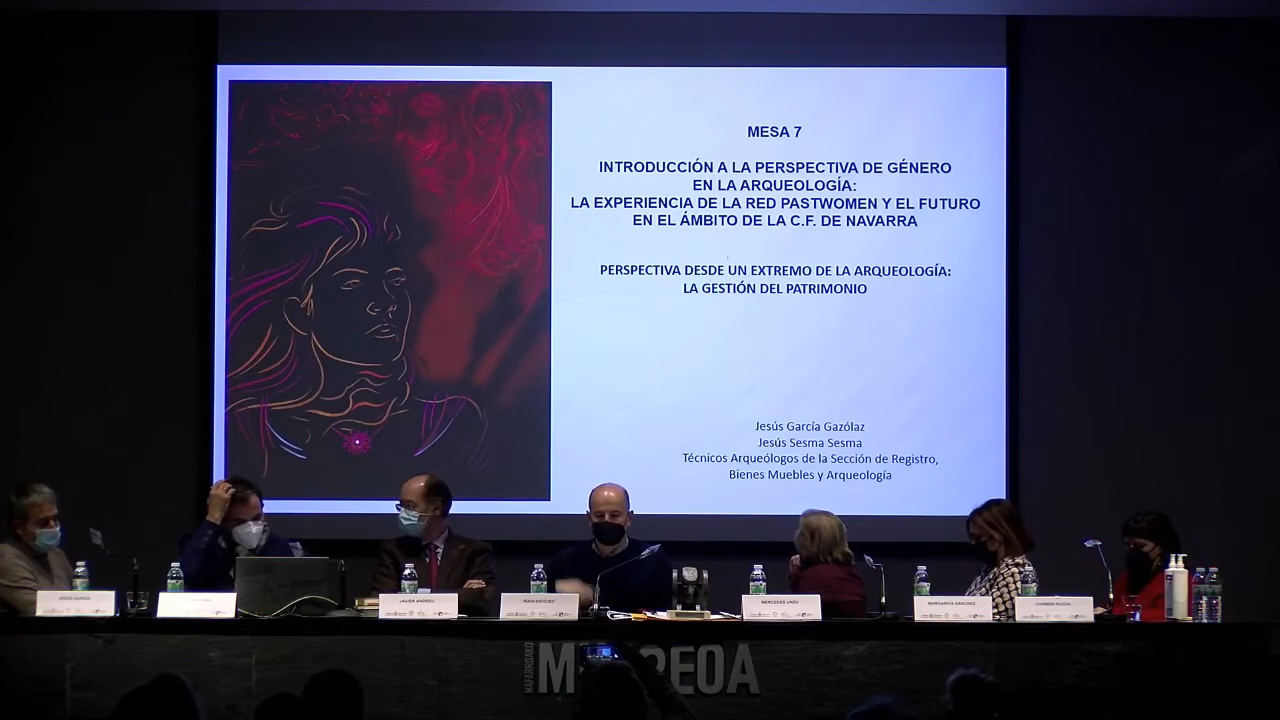 MESA 7
INTRODUCCIÓN A LA PERSPECTIVA DE GÉNERO
EN LA ARQUEOLOGÍA:
LA EXPERIENCIA DE LA RED PASTWOMEN Y EL FUTURO
EN EL ÁMBITO DE LA C.F. DE NAVARRA
PERSPECTIVA DESDE UN EXTREMO DE LA ARQUEOLOGÍA:
LA GESTIÓN DEL PATRIMONIO
Jesús García Gazólaz
Jesús Sesma Sesma
Técnicos Arqueólogos de la Sección de Registro,
Bienes Muebles y Arqueología
JAVIER ANDREU
IÑAKI DIÉGUEZ
MERCEDES UNZU
MARGARITA SÁNCHEZ
NAFARROAKO